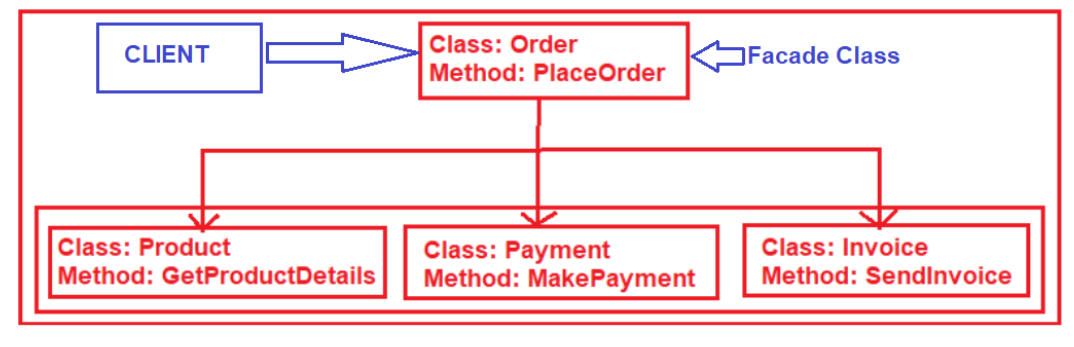 CLIENT
Class: Order
Method: PlaceOrder
Facade Class
Class: Product
Method: GetProductDetails
Class: Payment
Method: MakePayment
Class: Invoice
Method: SendInvoice